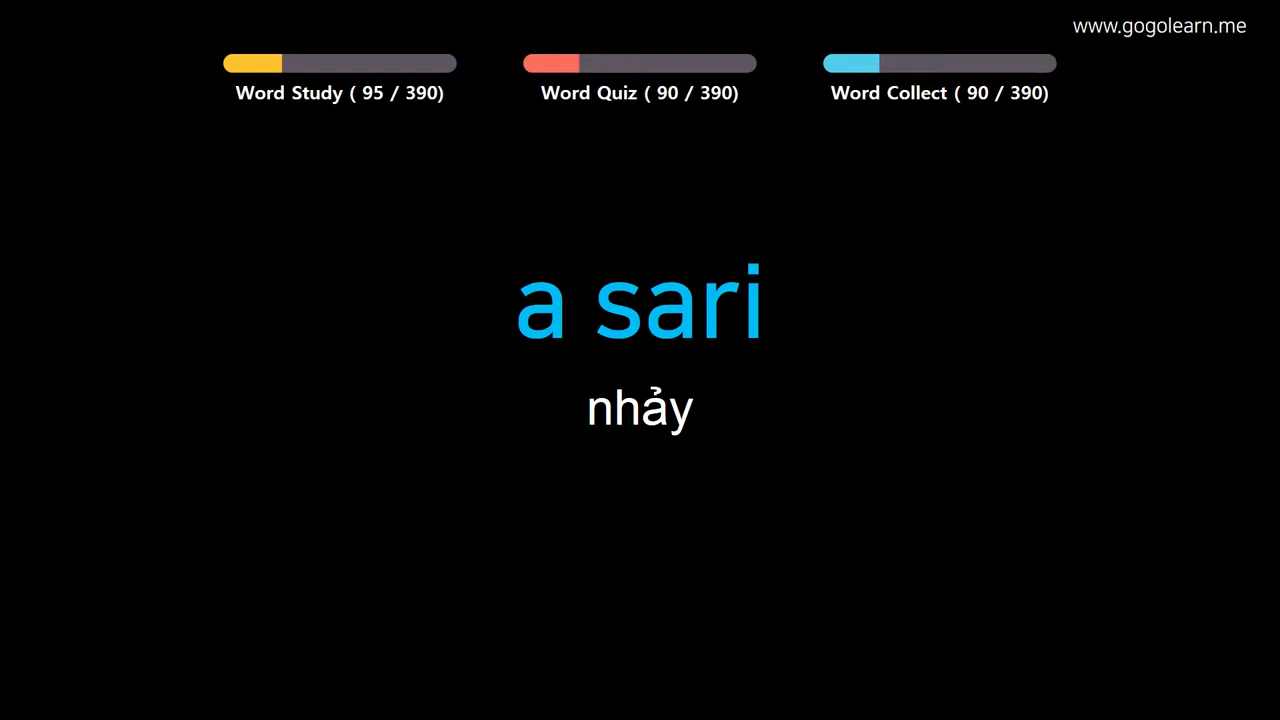 www.gogolearn.me
Word Study ( 95 / 390)
Word Quiz ( 90 / 390)
Word Collect ( 90 / 390)
a sari
nhảy